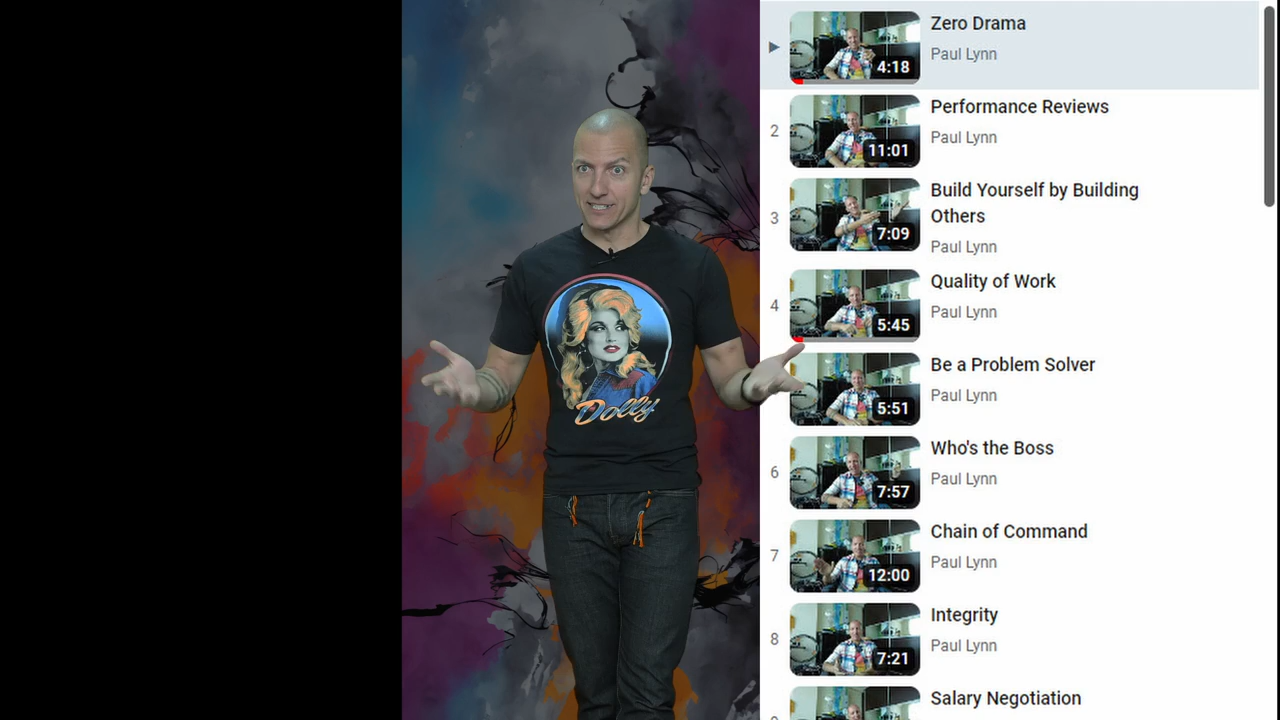 Zero Drama
Paul Lynn
4:18
2
Performance Reviews
Paul Lynn
11:01
3
Build Yourself by Building
Others
Paul Lynn
7:09
4
Quality of Work
Paul Lynn
5:45
Be a Problem Solver
Paul Lynn
5:51
6
Who's the Boss
Paul Lynn
7:57
7
Chain of Command
Paul Lynn
12:00
8
Integrity
Paul Lynn
7:21
Salary Negotiation
Dolly